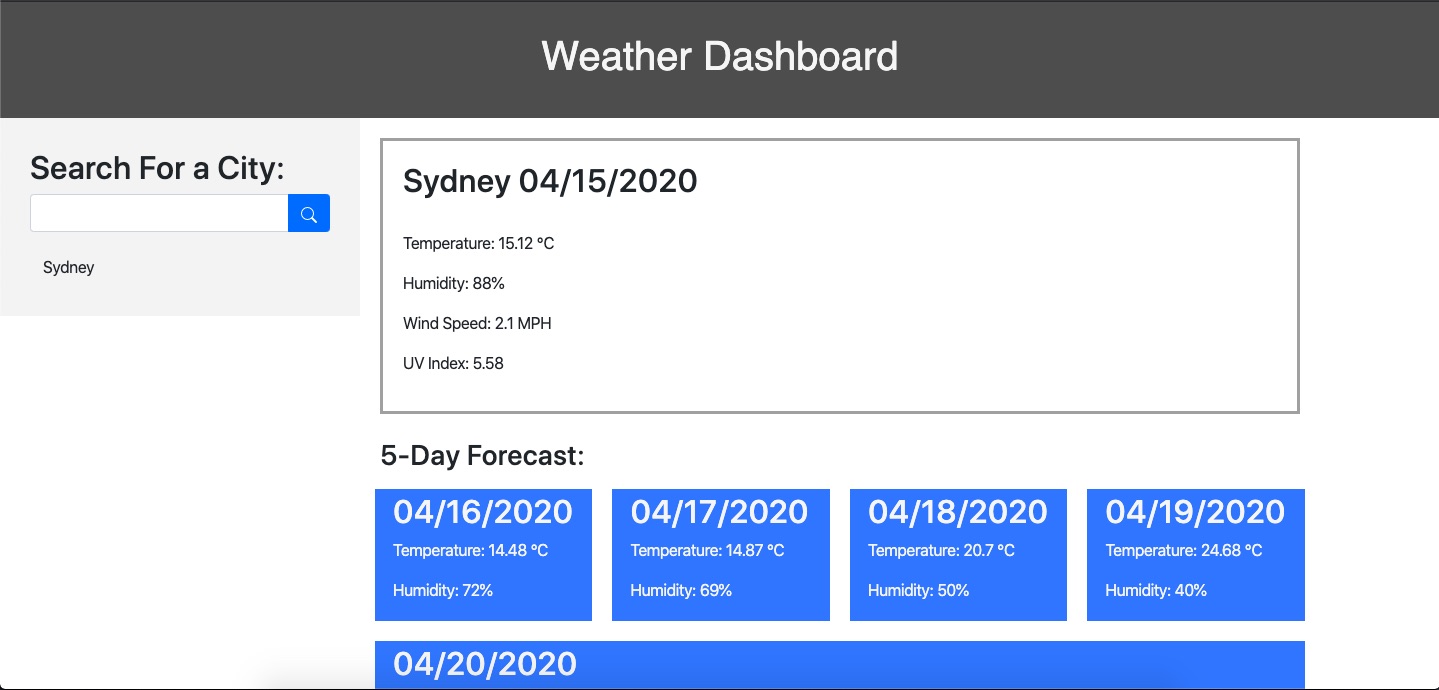 Weather Dashboard
Search For a City:
Sydney
Sydney 04/15/2020
Temperature: 15.12 °C
Humidity: 88%
Wind Speed: 2.1 MPH
UV Index: 5.58
5-Day Forecast:
04/16/2020
Temperature: 14.48 °C
Humidity: 72%
04/17/2020
Temperature: 14.87 °C
Humidity: 69%
04/18/2020
Temperature: 20.7 °C
Humidity: 50%
04/19/2020
Temperature: 24.68 °C
Humidity: 40%
04/20/2020